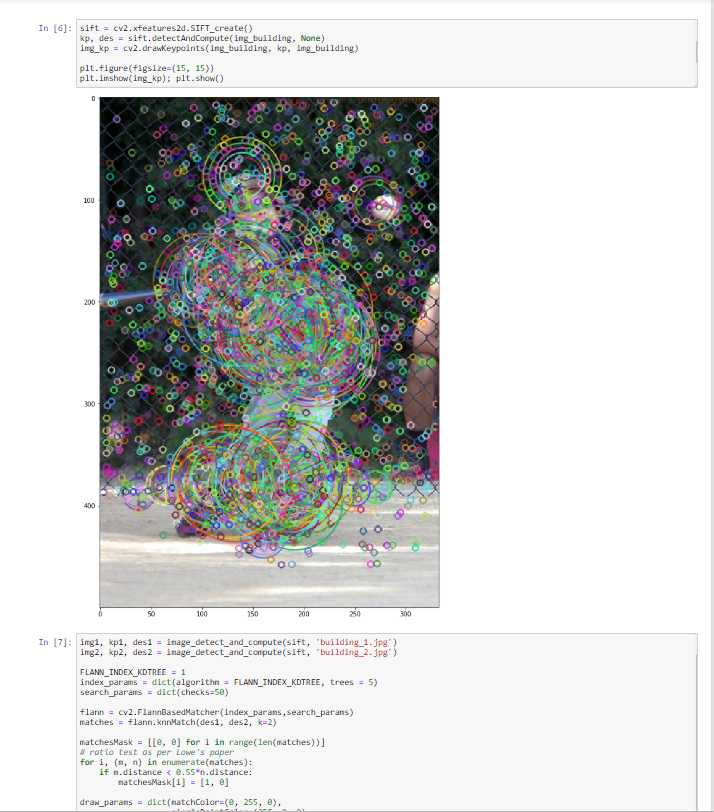 In [6]: sift = cv2.xfeatures2d.SIFT_create()
kp, des = sift.detectAndCompute(img_building, None)
img_kp = cv2.drawKeypoints(img_building, kp, img_building)
plt.figure(figsize=(15, 15))
plt.imshow(img_kp); plt.show()
0
100
200
300
400
0 50 100 150 200 250 300
In [7]: img1, kp1, des1 = image_detect_and_compute(sift, 'building_1.jpg')
img2, kp2, des2 = image_detect_and_compute(sift, 'building_2.jpg')
FLANN_INDEX_KDTREE = 1
index_params = dict(algorithm = FLANN_INDEX_KDTREE, trees = 5)
search_params = dict(checks=50)
flann = cv2.FlannBasedMatcher(index_params,search_params)
matches = flann.knnMatch(des1, des2, k=2)
matchesMask = [[0, 0] for i in range(len(matches))]
# ratio test as per Lowe's paper
for i, (m, n) in enumerate(matches):
if m.distance < 0.55*n.distance:
matchesMask[i] = [1, 0]
draw_params = dict(matchColor=(0, 255, 0),